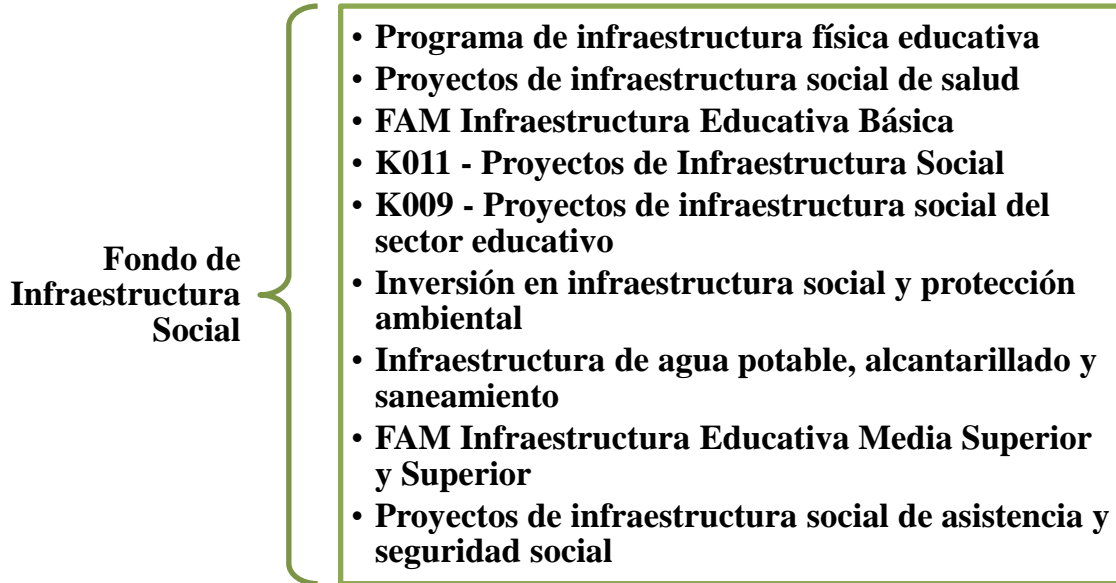 Fondo de
Infraestructura
Social
• Programa de infraestructura física educativa
• Proyectos de infraestructura social de salud
• FAM Infraestructura Educativa Básica
• K011 - Proyectos de Infraestructura Social
• K009 - Proyectos de infraestructura social del
sector educativo
• Inversión en infraestructura social y protección
ambiental
• Infraestructura de agua potable, alcantarillado y
saneamiento
• FAM Infraestructura Educativa Media Superior
y Superior
• Proyectos de infraestructura social de asistencia y
seguridad social